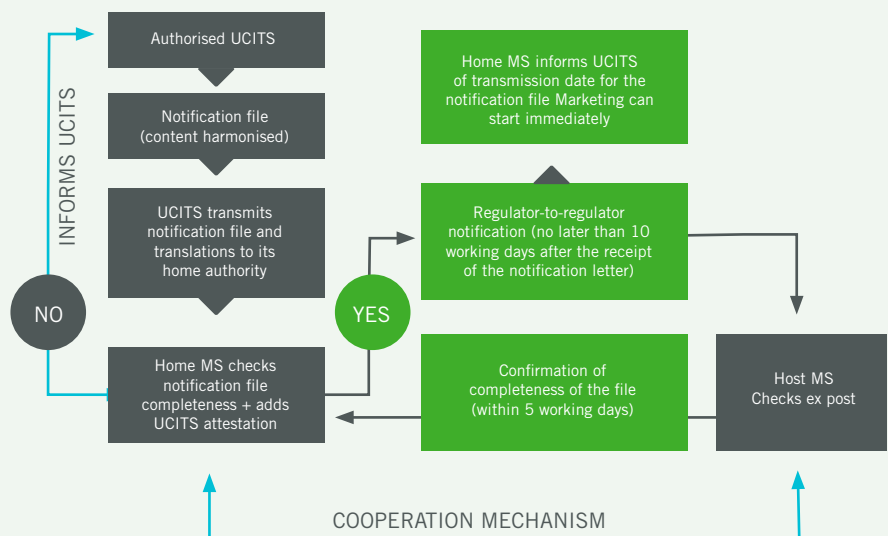 Authorised UCITS
Notification file
(content harmonised)
UCITS transmits
notification file and
translations to its
home authority
Home MS checks
notification file
completeness + adds
UCITS attestation
INFORMS UCITS
NO
YES
Home MS informs UCITS
of transmission date for the
notification file Marketing can
start immediately
Regulator-to-regulator
notification (no later than 10
working days after the receipt
of the notification letter)
Confirmation of
completeness of the file
(within 5 working days)
Host MS
Checks ex post
COOPERATION MECHANISM